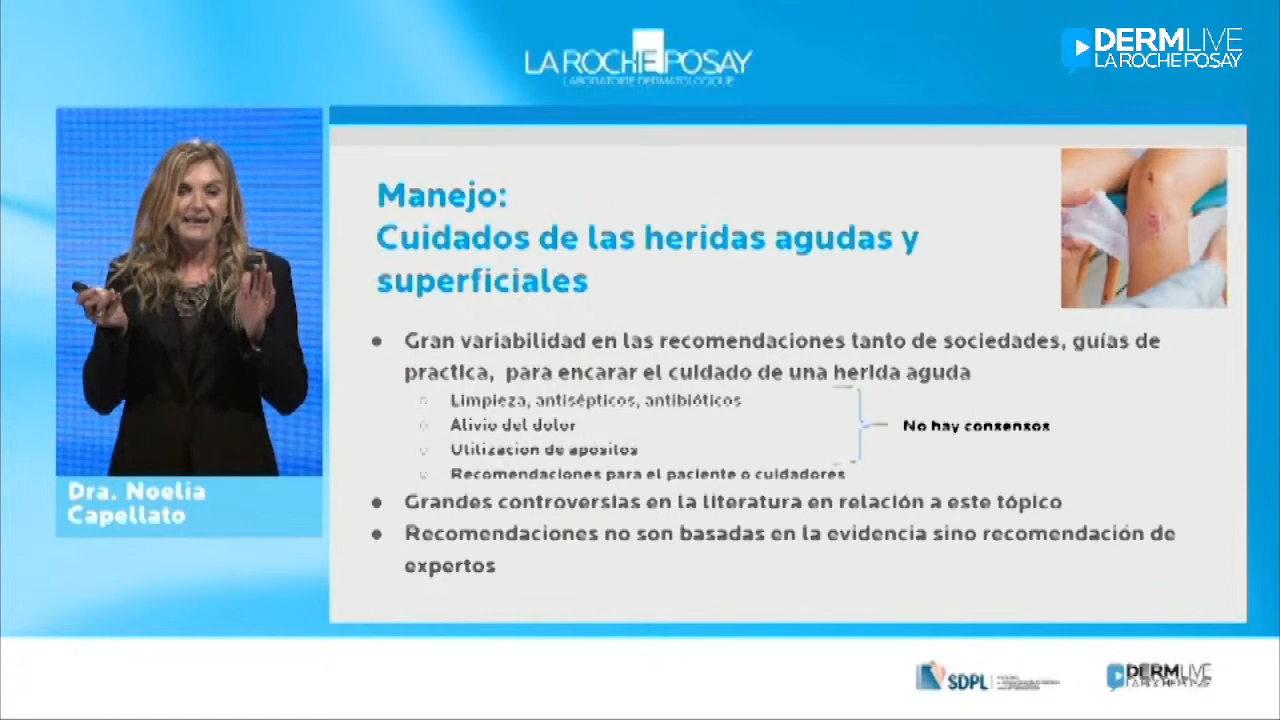 LA ROCHE POSAY
LABORATOIRE DERMATOLOGIQUE
DERMLIVE
LA ROCHE POSAY
Manejo:
Cuidados de las heridas agudas y
superficiales
Gran variabilidad en las recomendaciones tanto de sociedades, guías de
practica, para encarar el cuidado de una herida aguda
Limpieza, antisépticos, antibióticos
Alivio del dolor
Utilización de apósitos
Recomendaciones para el paciente o cuidadores
No hay consensos
Grandes controversias en la literatura en relación a este tópico
Recomendaciones no son basadas en la evidencia sino recomendación de
expertos
Dra. Noelia
Capellato
SDPL
DERMLIVE
LA ROCHE POSAY